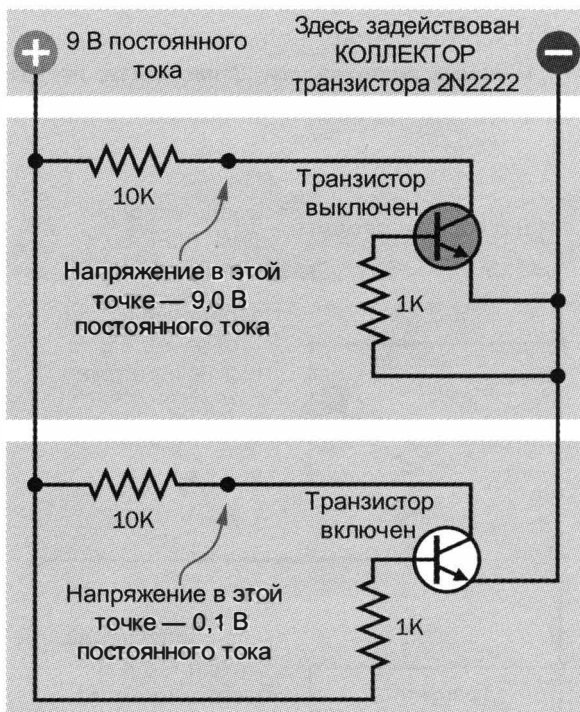 +
9 В постоянного
тока
Здесь задействован
КОЛЛЕКТОР
транзистора 2N2222
−
10K
Транзистор
выключен
Напряжение в этой
точке — 9,0 В
постоянного тока
1K
10K
Транзистор
включен
Напряжение в этой
точке — 0,1 В
постоянного тока
1K